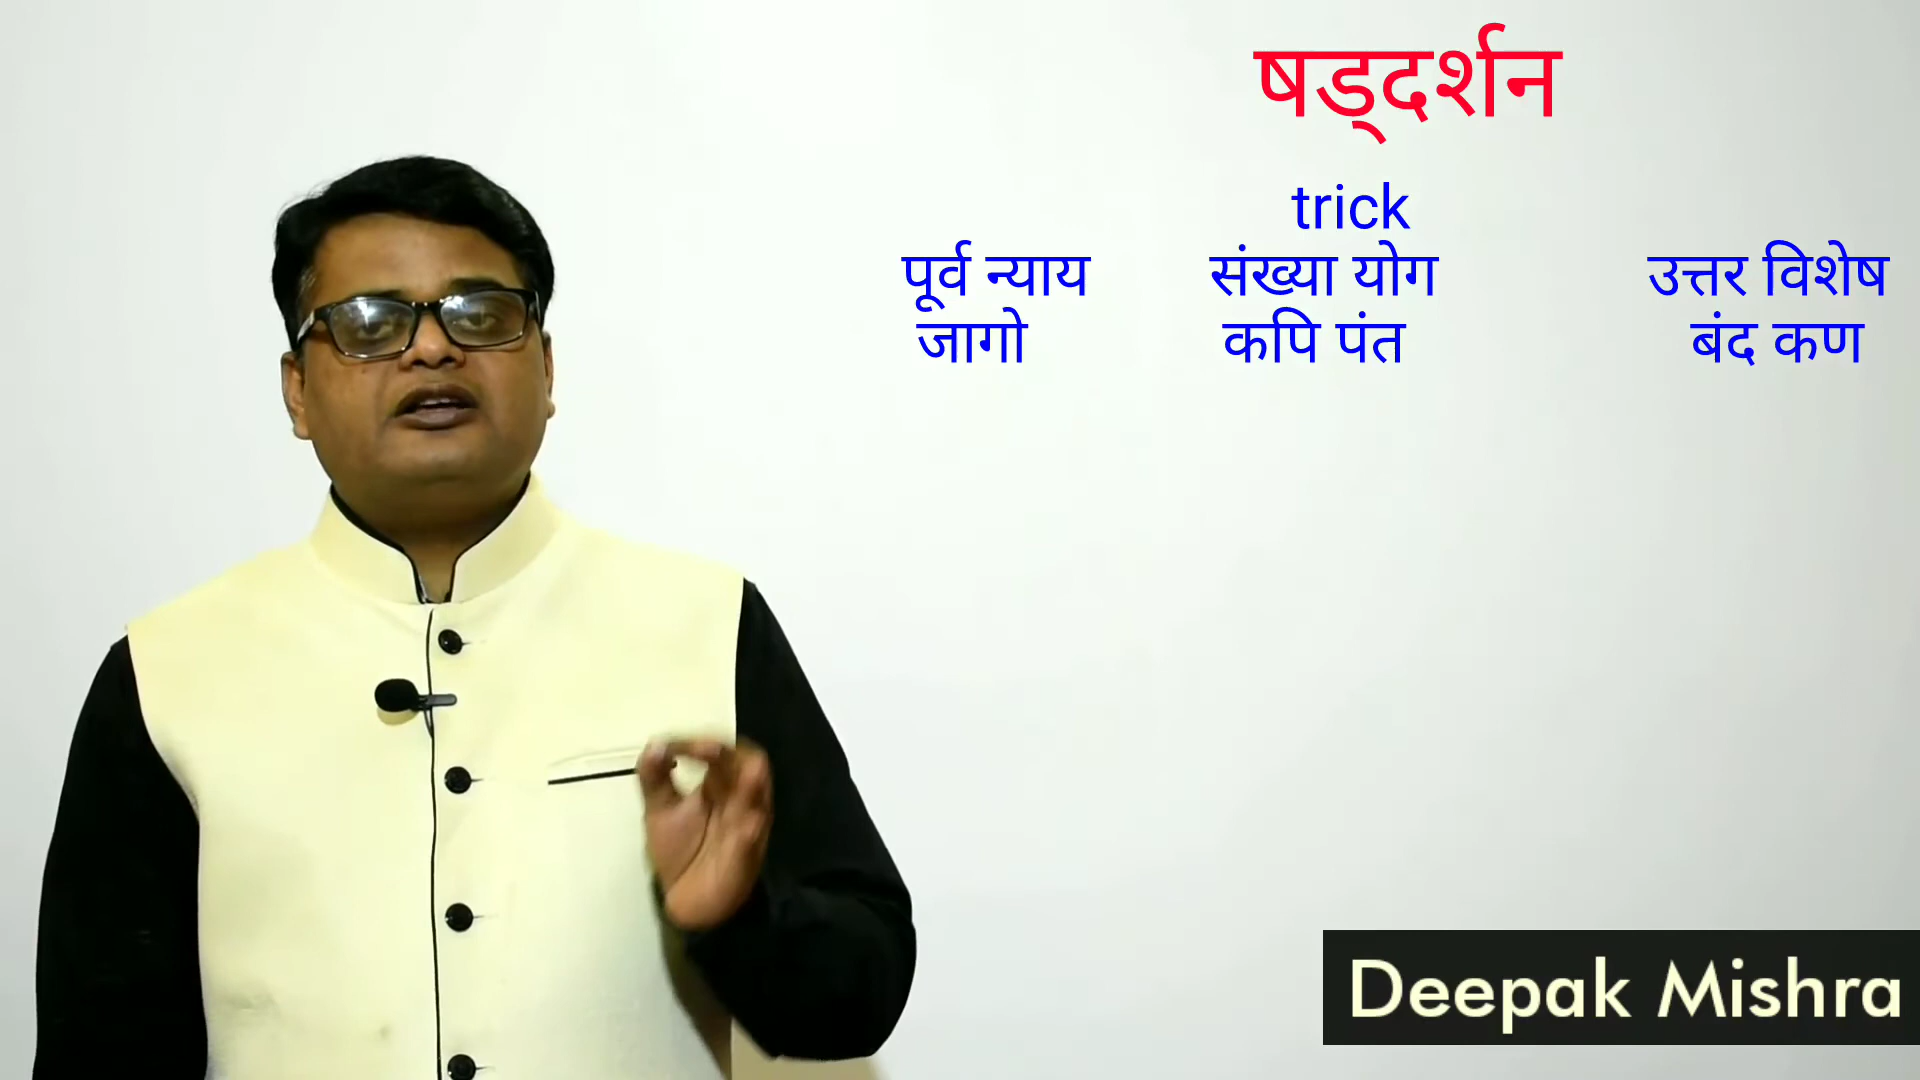 षड्दर्शन
trick
पूर्व न्याय संख्या योग उत्तर विशेष
जागो कपि पंत बंद कण
Deepak Mishra